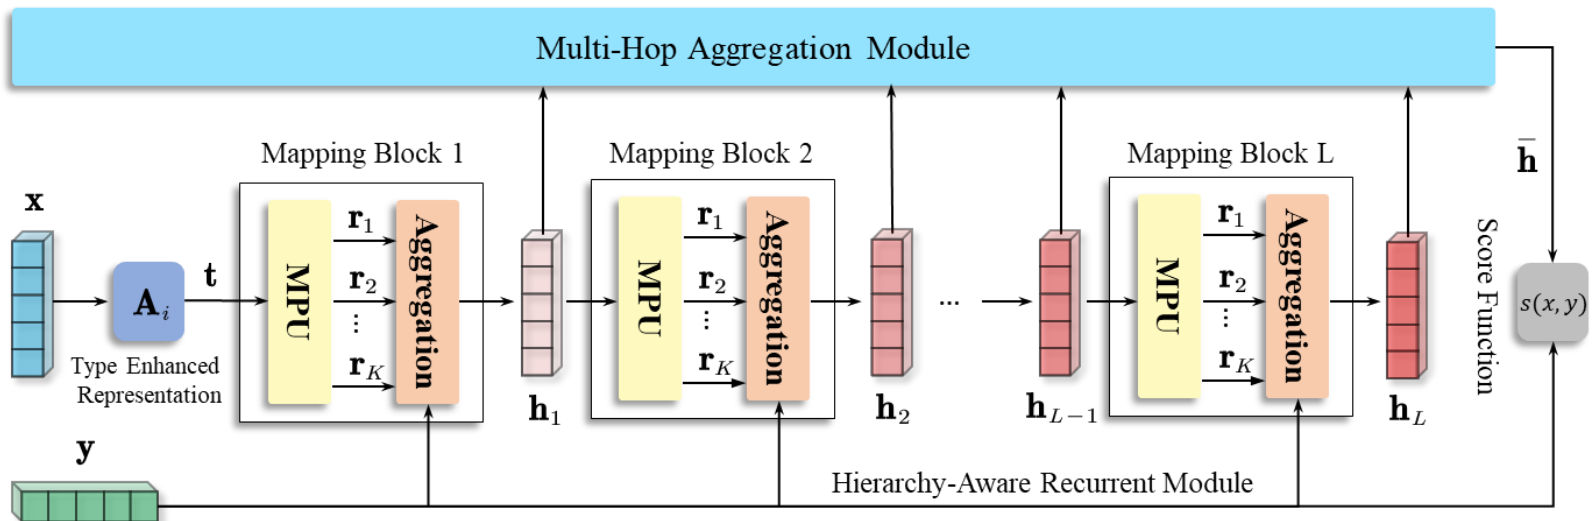 Multi-Hop Aggregation Module
Mapping Block 1
Mapping Block 2
Mapping Block L
h̄
x
A_i
t
Type Enhanced
Representation
MPU
r_1
r_2
...
r_K
Aggregation
h_1
MPU
r_1
r_2
...
r_K
Aggregation
h_2
...
h_{L-1}
MPU
r_1
r_2
...
r_K
Aggregation
h_L
Score Function
s(x, y)
y
Hierarchy-Aware Recurrent Module